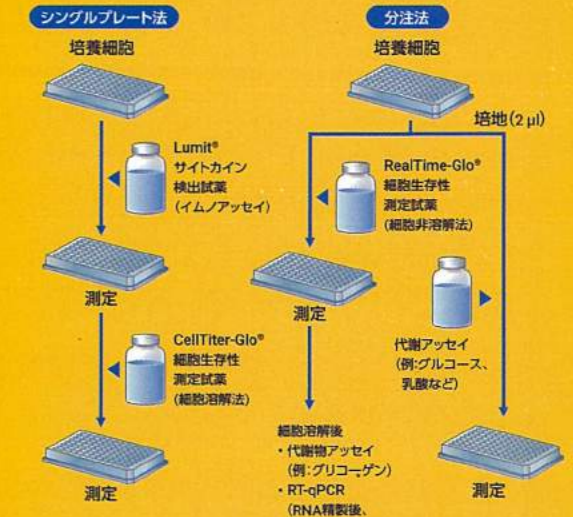 シングルプレート法
培養細胞
Lumit®
サイトカイン
検出試薬
(イムノアッセイ)
測定
CellTiter-Glo®
細胞生存性
測定試薬
(細胞溶解法)
測定
分注法
培養細胞
培地(2 µl)
RealTime-Glo®
細胞生存性
測定試薬
(細胞非溶解法)
測定
代謝アッセイ
(例:グルコース、
乳酸など)
細胞溶解後
・代謝物アッセイ
(例:グリコーゲン)
・RT-qPCR
(RNA精製後、
測定